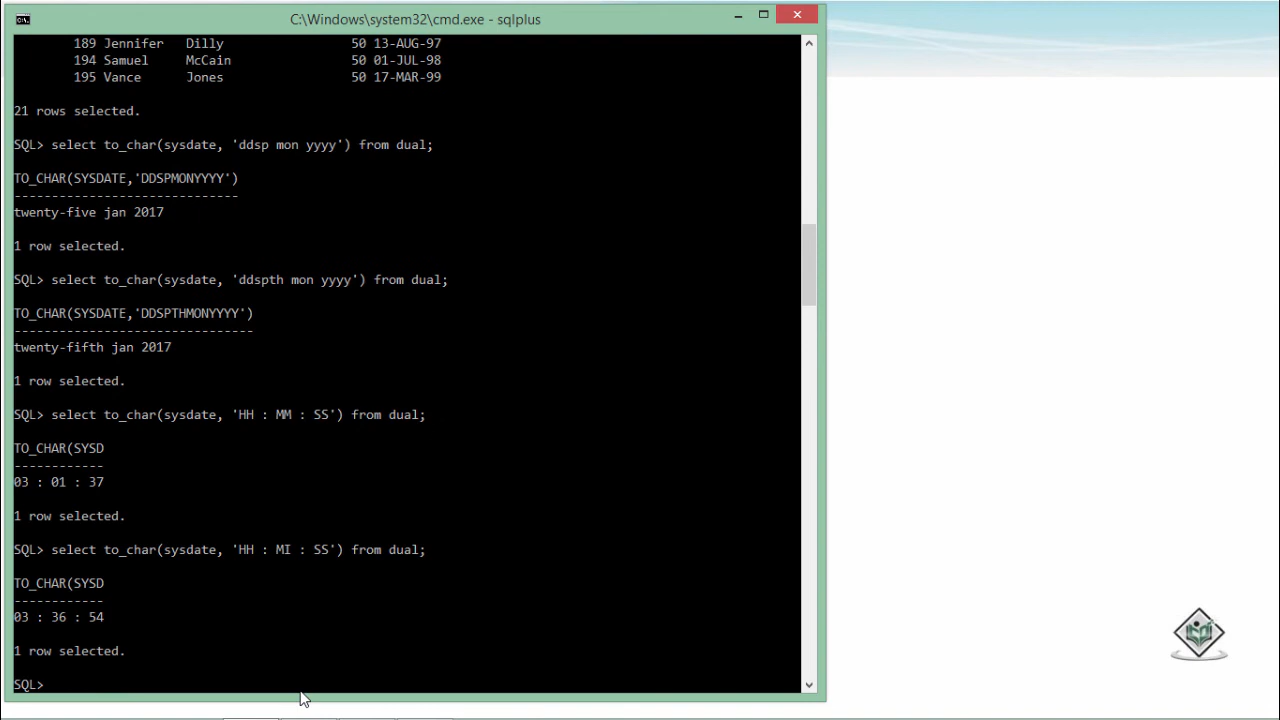 C:\Windows\system32\cmd.exe - sqlplus
189 Jennifer Dilly 50 13-AUG-97
194 Samuel McCain 50 01-JUL-98
195 Vance Jones 50 17-MAR-99
21 rows selected.
SQL> select to_char(sysdate, 'ddsp mon yyyy') from dual;
TO_CHAR(SYSDATE,'DDSPMONYYYY')
------------------------------
twenty-five jan 2017
1 row selected.
SQL> select to_char(sysdate, 'ddspth mon yyyy') from dual;
TO_CHAR(SYSDATE,'DDSPTHMONYYYY')
--------------------------------
twenty-fifth jan 2017
1 row selected.
SQL> select to_char(sysdate, 'HH : MM : SS') from dual;
TO_CHAR(SYSD
------------
03 : 01 : 37
1 row selected.
SQL> select to_char(sysdate, 'HH : MI : SS') from dual;
TO_CHAR(SYSD
------------
03 : 36 : 54
1 row selected.
SQL>